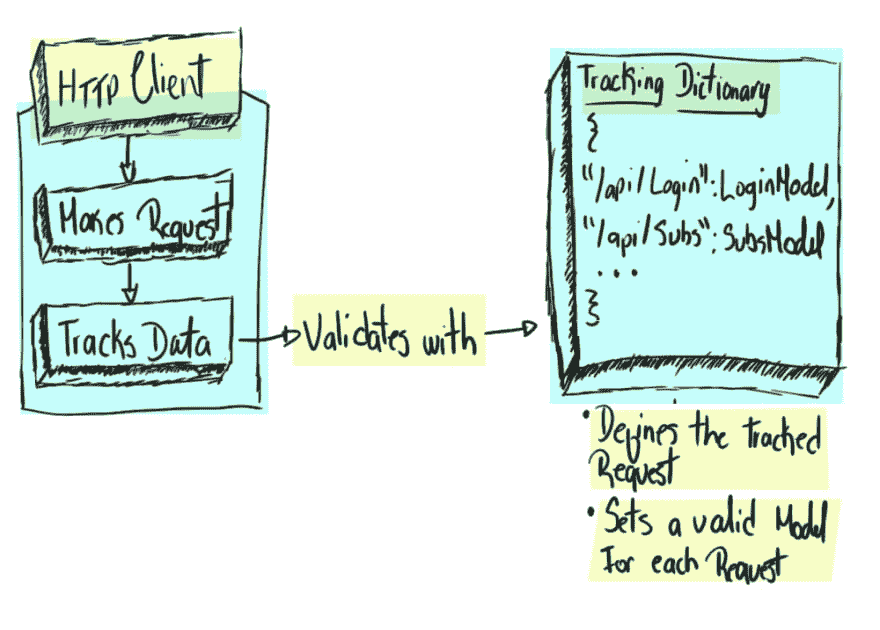 HTTP Client
Makes Request
Tracks Data
Validates with
Tracking Dictionary
{
"/api/Login":LoginModel,
"/api/Subs":SubsModel
...
}
• Defines the tracked
Request
• Sets a valid Model
For each Request